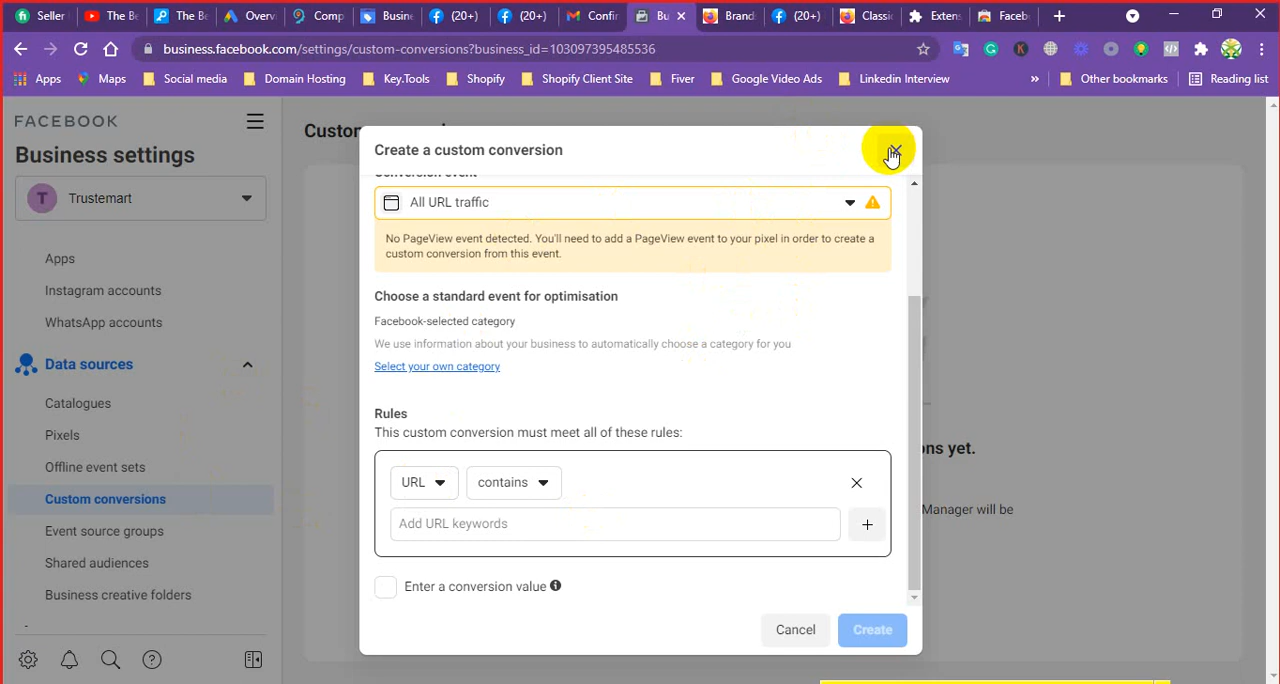 Seller
The Be
The Be
Overvi
Comp
Busine
(20+)
(20+)
Confir
Bu
Brand
(20+)
Classi
Extens
Faceb
business.facebook.com/settings/custom-conversions?business_id=103097395485536
Apps
Maps
Social media
Domain Hosting
Key.Tools
Shopify
Shopify Client Site
Fiver
Google Video Ads
Linkedin Interview
»
Other bookmarks
Reading list
FACEBOOK
Business settings
T
Trustemart
Apps
Instagram accounts
WhatsApp accounts
Data sources
Catalogues
Pixels
Offline event sets
Custom conversions
Event source groups
Shared audiences
Business creative folders
Create a custom conversion
All URL traffic
No PageView event detected. You'll need to add a PageView event to your pixel in order to create a
custom conversion from this event.
Choose a standard event for optimisation
Facebook-selected category
We use information about your business to automatically choose a category for you
Select your own category
Rules
This custom conversion must meet all of these rules:
URL
contains
Add URL keywords
Enter a conversion value
Cancel
Create
ns yet.
Manager will be